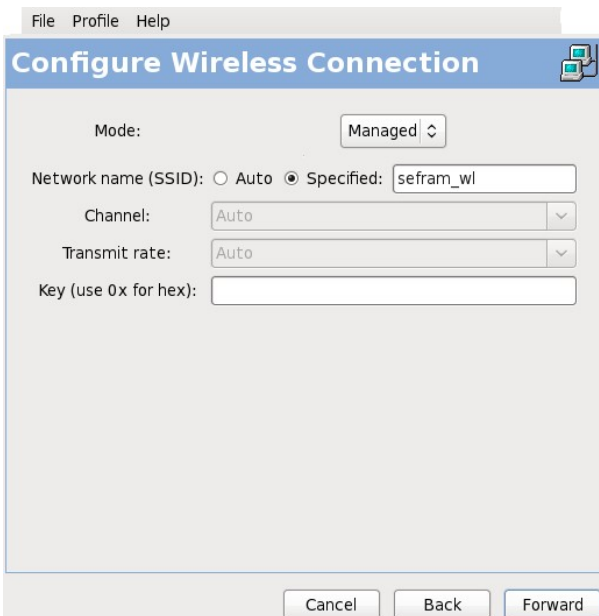 File Profile Help
Configure Wireless Connection
Mode: Managed
Network name (SSID): Auto Specified: sefram_wl
Channel: Auto
Transmit rate: Auto
Key (use 0x for hex):
Cancel Back Forward